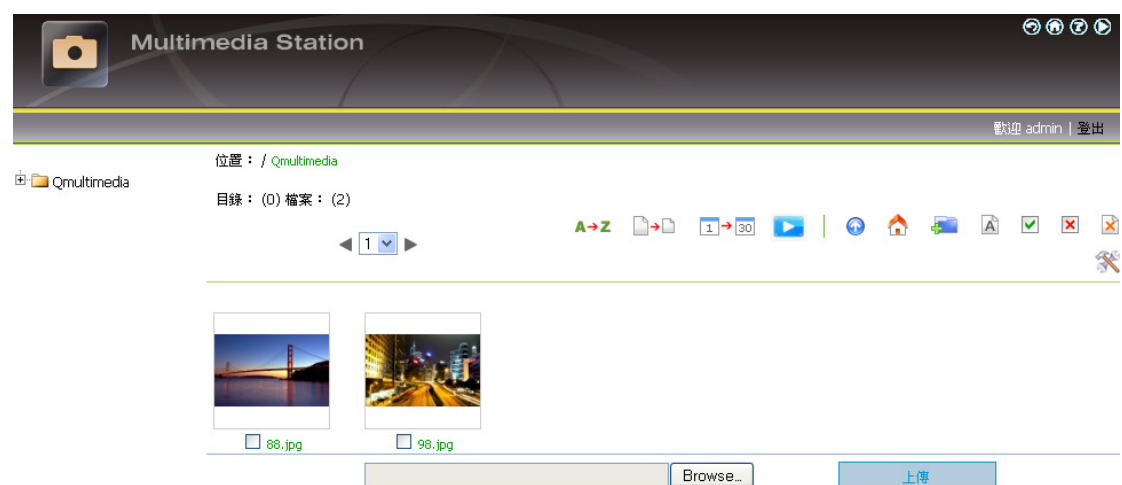 Multimedia Station
歡迎 admin | 登出
位置： / Qmultimedia
Qmultimedia
目錄： (0) 檔案： (2)
1
A→Z
1→30
A
88.jpg
98.jpg
Browse...
上傳